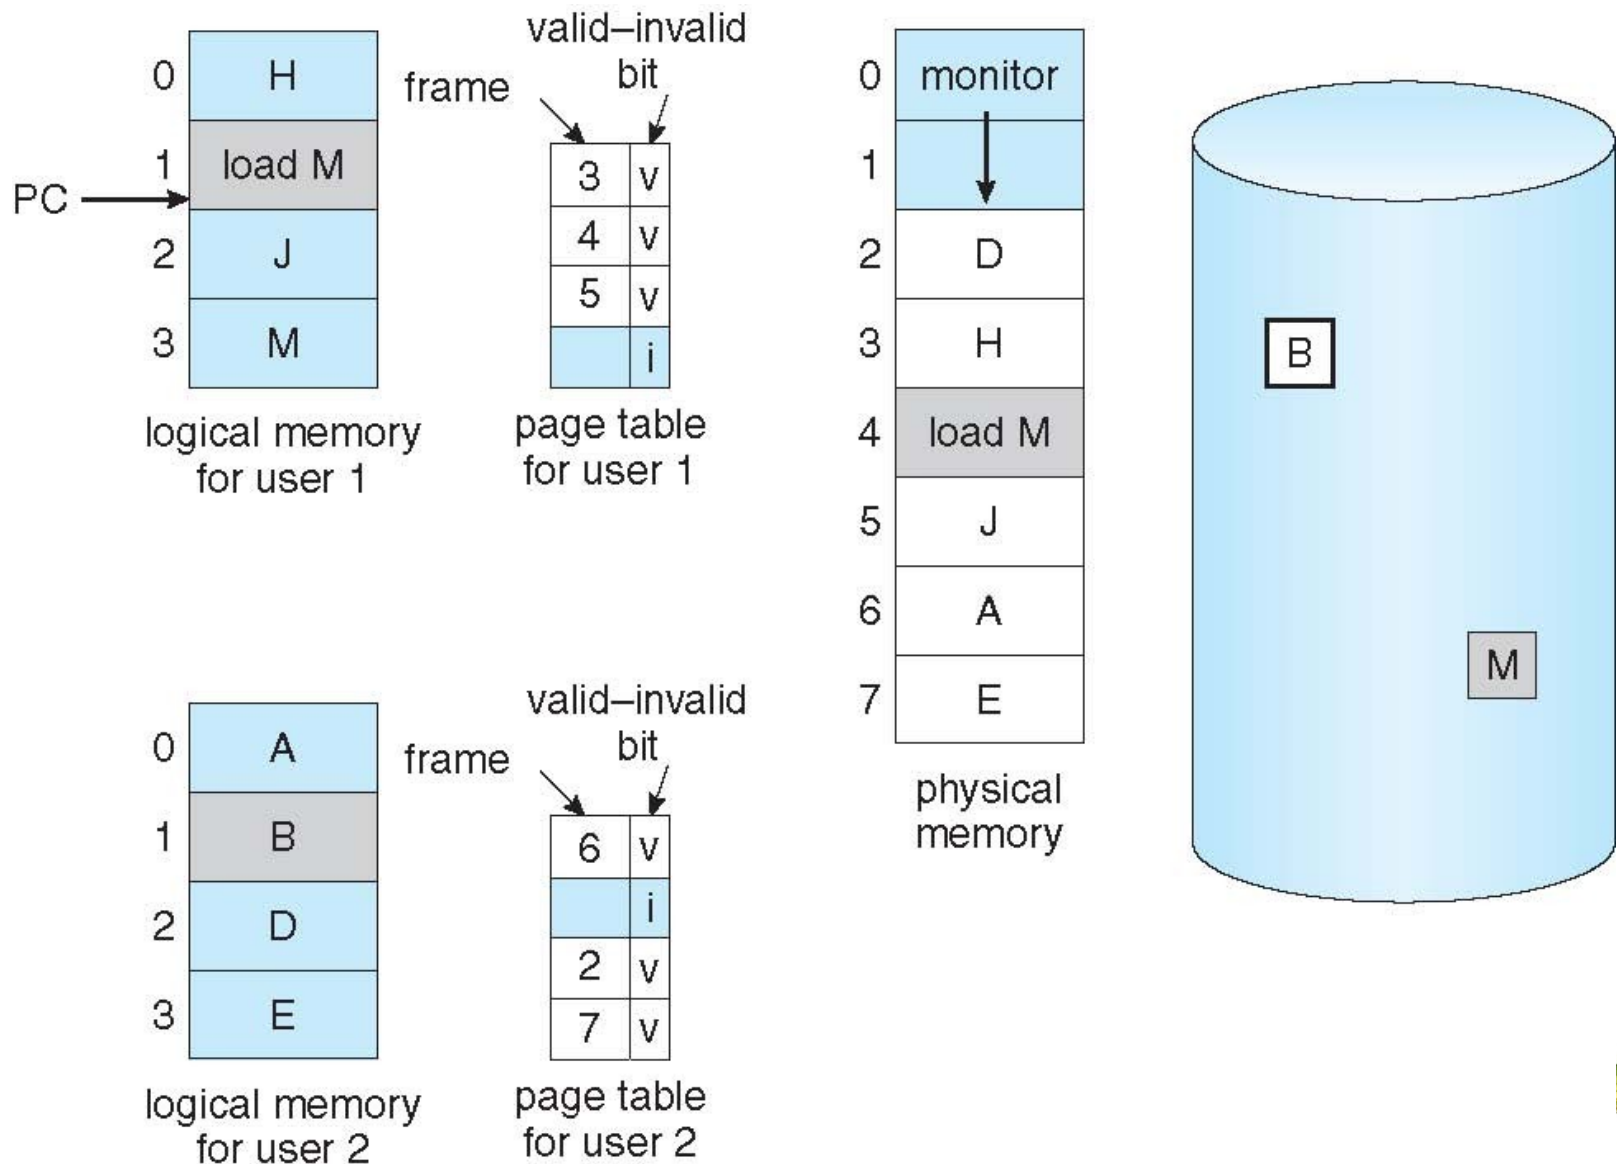 0 H
1 load M
PC
2 J
3 M
logical memory
for user 1
valid–invalid
bit
frame
3 v
4 v
5 v
i
page table
for user 1
0 monitor
1
2 D
3 H
4 load M
5 J
6 A
7 E
physical
memory
B
M
0 A
1 B
2 D
3 E
logical memory
for user 2
valid–invalid
bit
frame
6 v
i
2 v
7 v
page table
for user 2